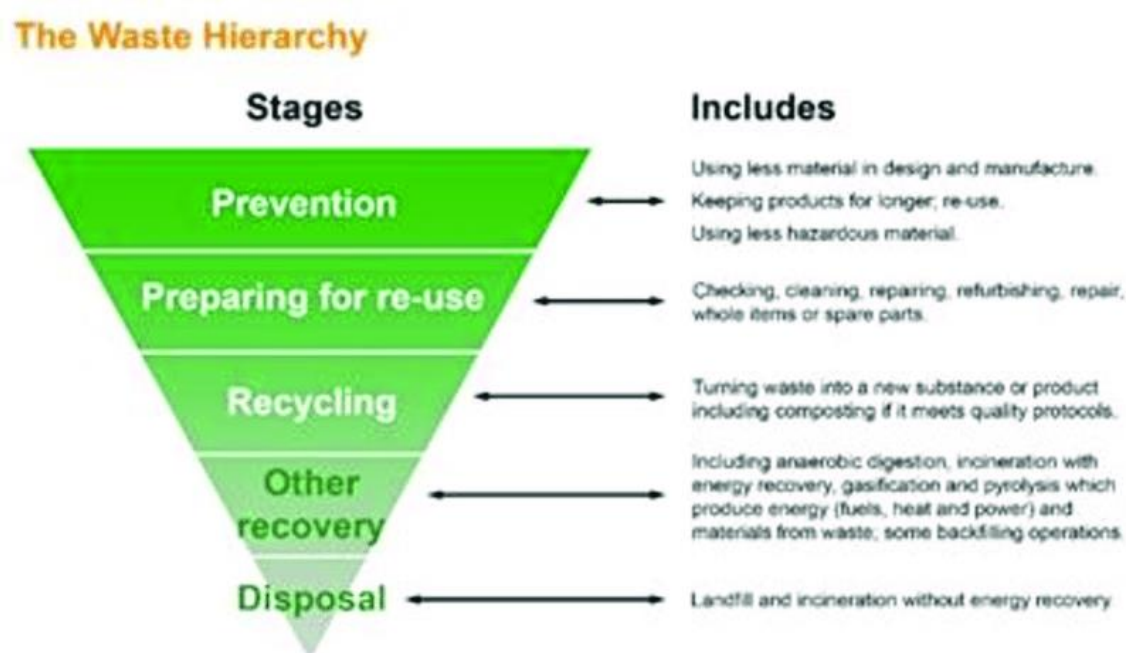 The Waste Hierarchy
Stages
Includes
Prevention
Using less material in design and manufacture.
Keeping products for longer; re-use.
Using less hazardous material.
Preparing for re-use
Checking, cleaning, repairing, refurbishing, repair,
whole items or spare parts.
Recycling
Turning waste into a new substance or product
including composting if it meets quality protocols.
Other
recovery
Including anaerobic digestion, incineration with
energy recovery, gasification and pyrolysis which
produce energy (fuels, heat and power) and
materials from waste; some backfilling operations.
Disposal
Landfill and incineration without energy recovery